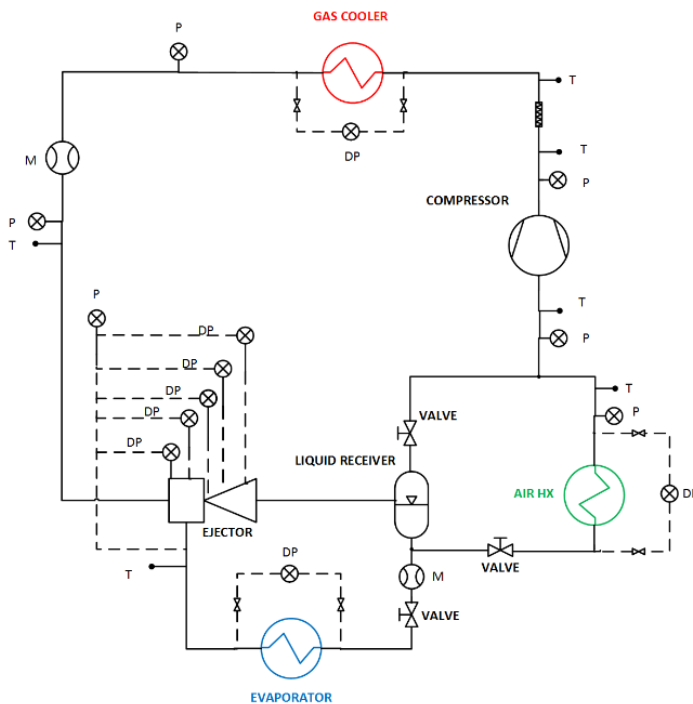 GAS COOLER
P
T
DP
M
T
P
COMPRESSOR
P
T
T
P
P
DP
T
DP
VALVE
P
DP
DP
DP
LIQUID RECEIVER
AIR HX
EJECTOR
DP
VALVE
T
M
VALVE
EVAPORATOR